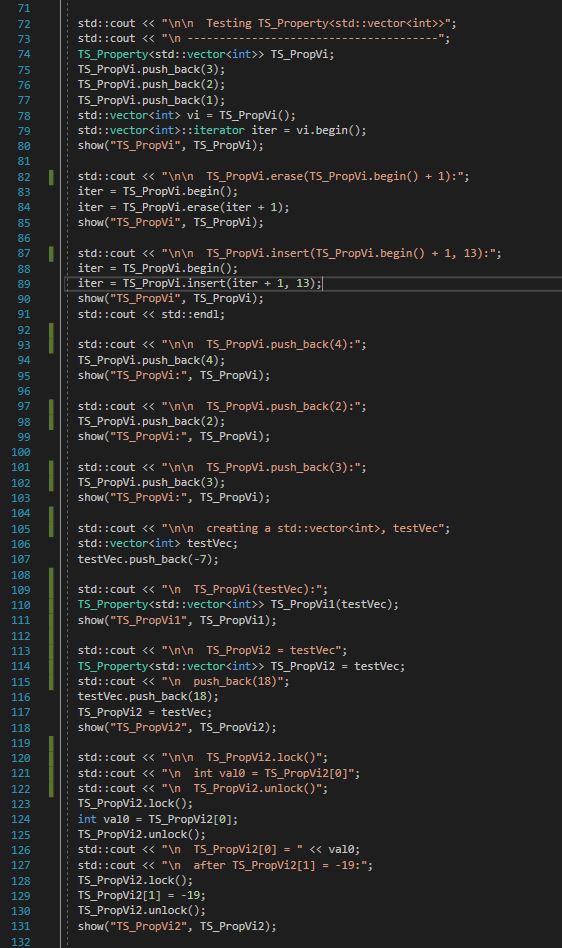 71
72 std::cout << "\n\n  Testing TS_Property<std::vector<int>>";
73 std::cout << "\n ---------------------------------------";
74 TS_Property<std::vector<int>> TS_PropVi;
75 TS_PropVi.push_back(3);
76 TS_PropVi.push_back(2);
77 TS_PropVi.push_back(1);
78 std::vector<int> vi = TS_PropVi();
79 std::vector<int>::iterator iter = vi.begin();
80 show("TS_PropVi", TS_PropVi);
81
82 std::cout << "\n\n  TS_PropVi.erase(TS_PropVi.begin() + 1):";
83 iter = TS_PropVi.begin();
84 iter = TS_PropVi.erase(iter + 1);
85 show("TS_PropVi", TS_PropVi);
86
87 std::cout << "\n\n  TS_PropVi.insert(TS_PropVi.begin() + 1, 13):";
88 iter = TS_PropVi.begin();
89 iter = TS_PropVi.insert(iter + 1, 13);
90 show("TS_PropVi", TS_PropVi);
91 std::cout << std::endl;
92
93 std::cout << "\n\n  TS_PropVi.push_back(4):";
94 TS_PropVi.push_back(4);
95 show("TS_PropVi:", TS_PropVi);
96
97 std::cout << "\n\n  TS_PropVi.push_back(2):";
98 TS_PropVi.push_back(2);
99 show("TS_PropVi:", TS_PropVi);
100
101 std::cout << "\n\n  TS_PropVi.push_back(3):";
102 TS_PropVi.push_back(3);
103 show("TS_PropVi:", TS_PropVi);
104
105 std::cout << "\n\n  creating a std::vector<int>, testVec";
106 std::vector<int> testVec;
107 testVec.push_back(-7);
108
109 std::cout << "\n  TS_PropVi(testVec):";
110 TS_Property<std::vector<int>> TS_PropVi1(testVec);
111 show("TS_PropVi1", TS_PropVi1);
112
113 std::cout << "\n  TS_PropVi2 = testVec";
114 TS_Property<std::vector<int>> TS_PropVi2 = testVec;
115 std::cout << "\n  push_back(18)";
116 testVec.push_back(18);
117 TS_PropVi2 = testVec;
118 show("TS_PropVi2", TS_PropVi2);
119
120 std::cout << "\n\n  TS_PropVi2.lock()";
121 std::cout << "\n  int val0 = TS_PropVi2[0]";
122 std::cout << "\n  TS_PropVi2.unlock()";
123 TS_PropVi2.lock();
124 int val0 = TS_PropVi2[0];
125 TS_PropVi2.unlock();
126 std::cout << "\n  TS_PropVi2[0] = " << val0;
127 std::cout << "\n  after TS_PropVi2[1] = -19:";
128 TS_PropVi2.lock();
129 TS_PropVi2[1] = -19;
130 TS_PropVi2.unlock();
131 show("TS_PropVi2", TS_PropVi2);
132